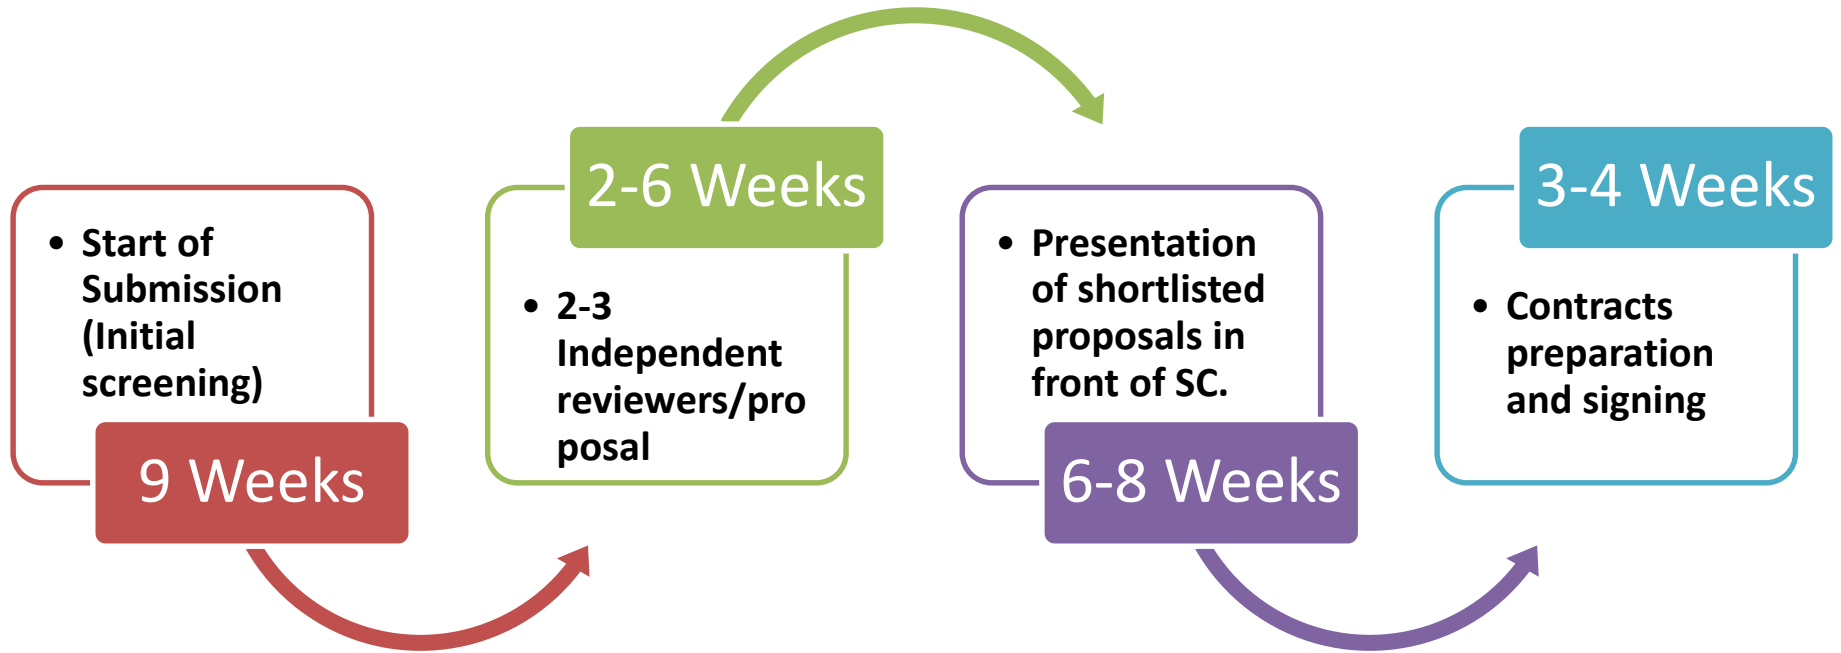 • Start of
Submission
(Initial
screening)
9 Weeks
2-6 Weeks
• 2-3
Independent
reviewers/pro
posal
• Presentation
of shortlisted
proposals in
front of SC.
6-8 Weeks
3-4 Weeks
• Contracts
preparation
and signing